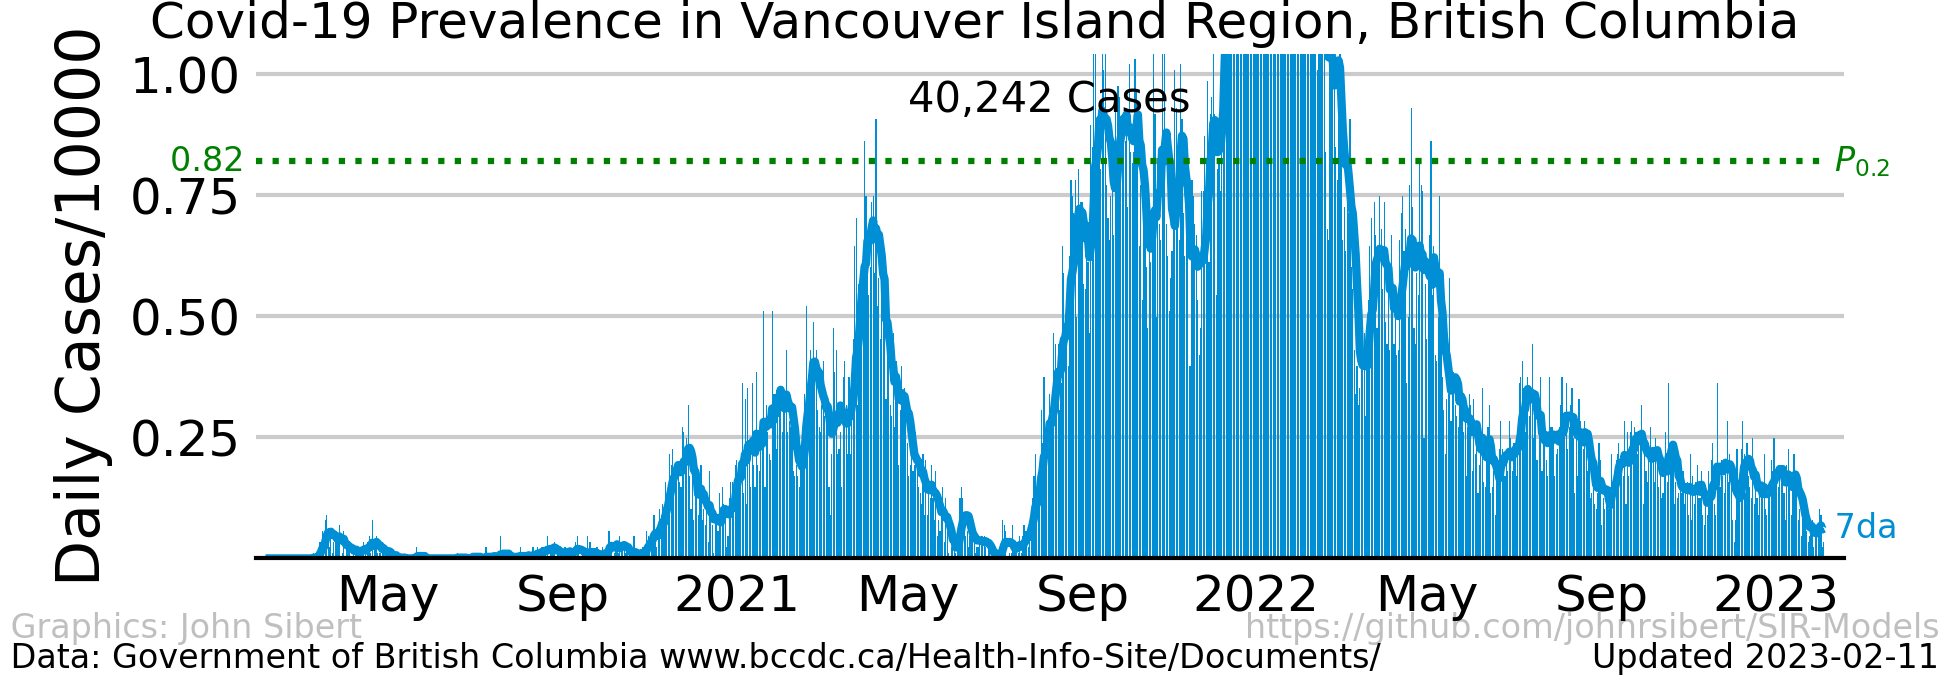 Covid-19 Prevalence in Vancouver Island Region, British Columbia
Daily Cases/100000
1.00
0.82
0.75
0.50
0.25
40,242 Cases
P0.2
7da
May Sep 2021 May Sep 2022 May Sep 2023
Graphics: John Sibert https://github.com/johnrsibert/SIR-Models
Data: Government of British Columbia www.bccdc.ca/Health-Info-Site/Documents/ Updated 2023-02-11